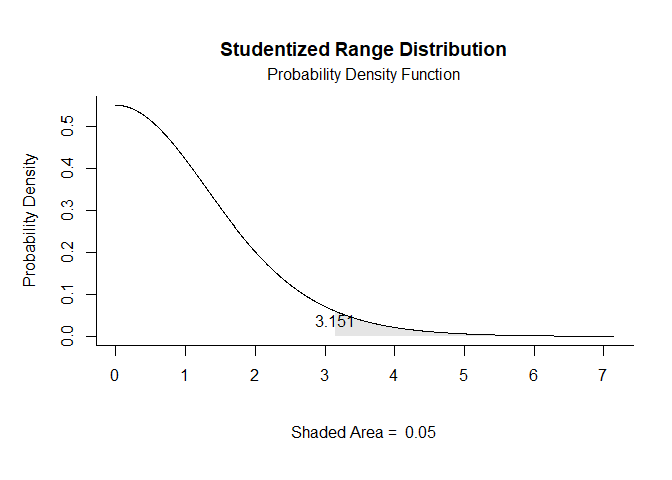 Studentized Range Distribution
Probability Density Function
Probability Density
0.5
0.4
0.3
0.2
0.1
0.0
3.151
0 1 2 3 4 5 6 7
Shaded Area = 0.05